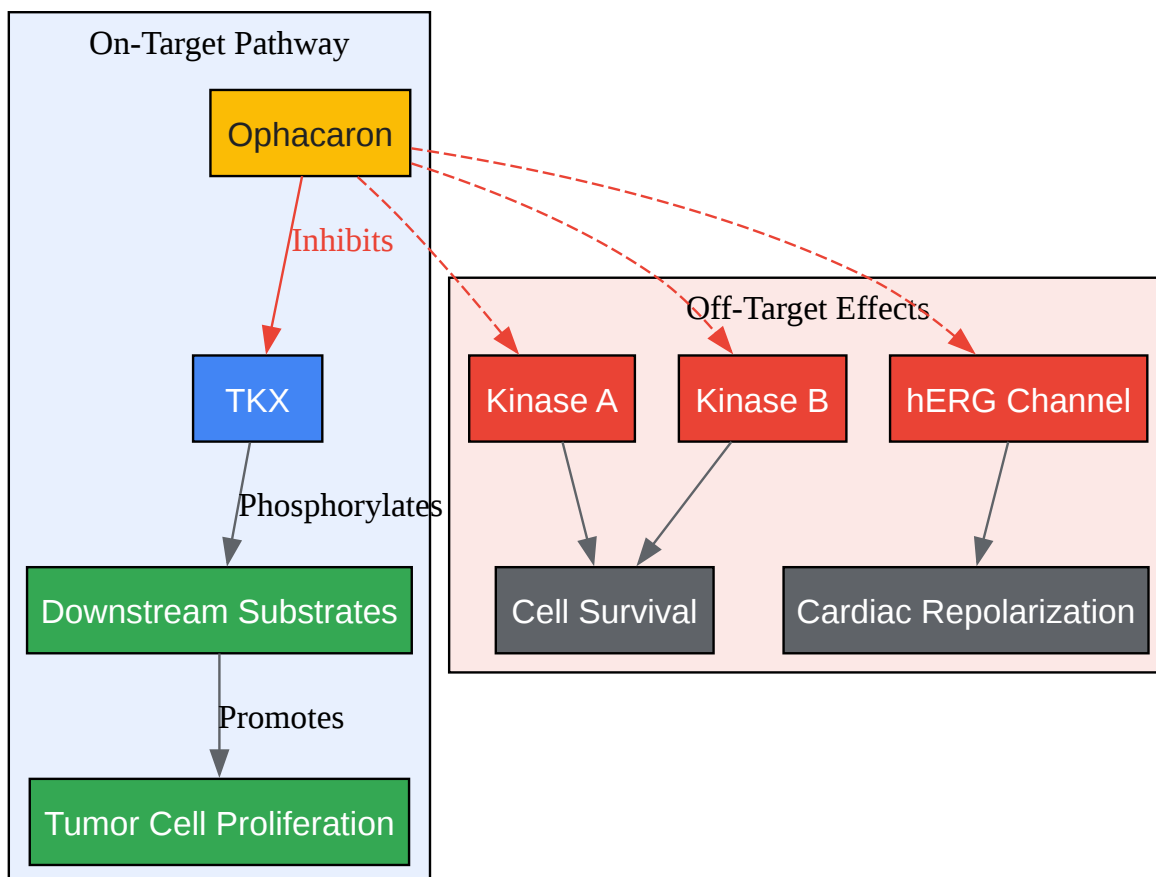 On-Target Pathway
Ophacaron
Inhibits
Off-Target Effects
TKX
Kinase A
Kinase B
hERG Channel
Phosphorylates
Downstream Substrates
Cell Survival
Cardiac Repolarization
Promotes
Tumor Cell Proliferation